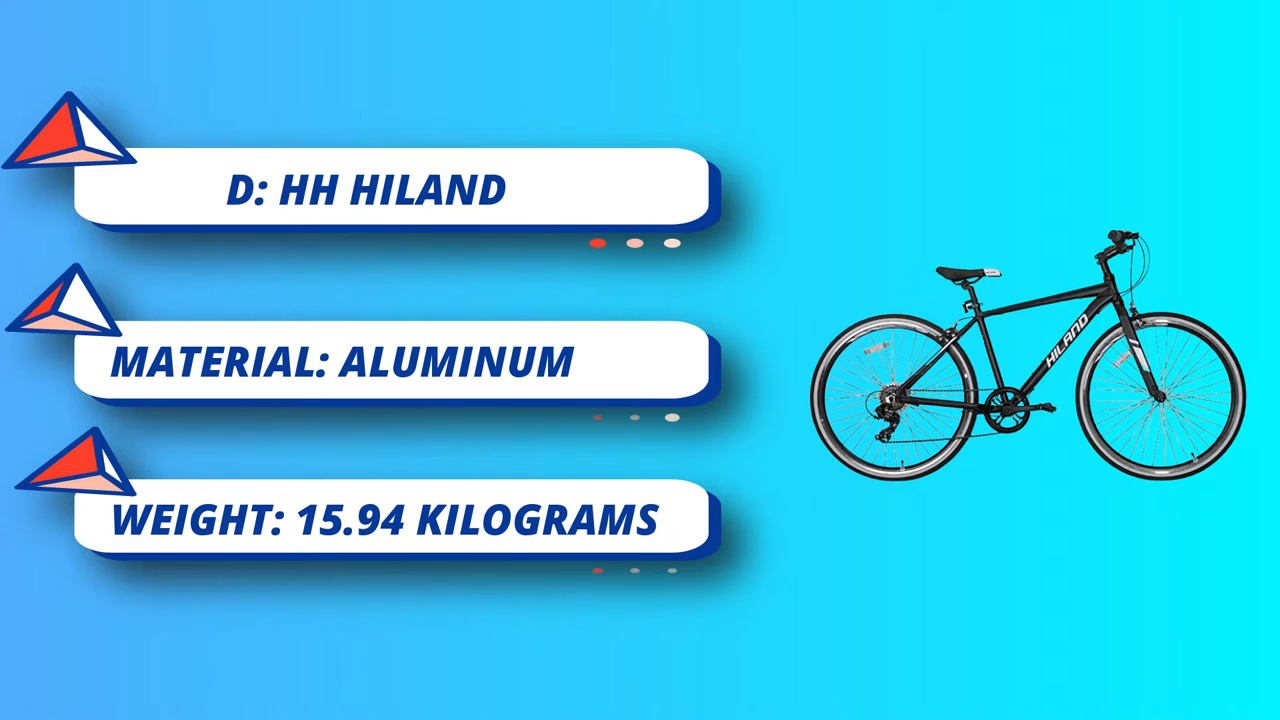 D: HH HILAND
MATERIAL: ALUMINUM
WEIGHT: 15.94 KILOGRAMS
HILAND